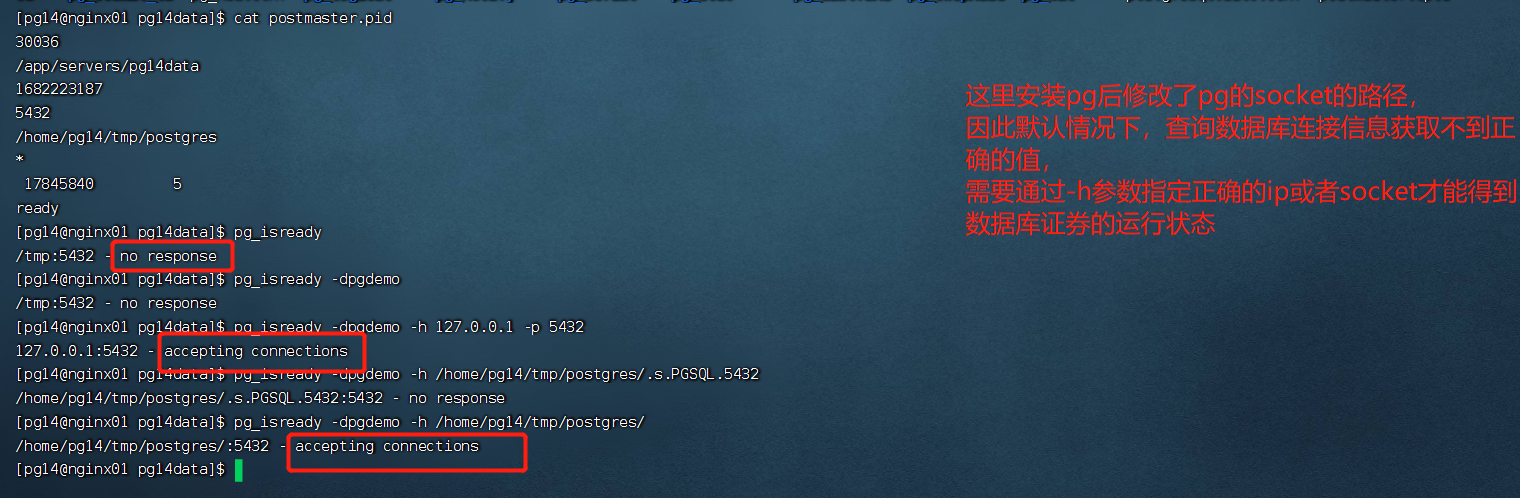 [pg14@nginx01 pg14data]$ cat postmaster.pid
30036
/app/servers/pg14data
1682223187
5432
/home/pg14/tmp/postgres
*
17845840 5
ready
[pg14@nginx01 pg14data]$ pg_isready
/tmp:5432 - no response
[pg14@nginx01 pg14data]$ pg_isready -dpgdemo
/tmp:5432 - no response
[pg14@nginx01 pg14data]$ pg_isready -dpgdemo -h 127.0.0.1 -p 5432
127.0.0.1:5432 - accepting connections
[pg14@nginx01 pg14data]$ pg_isready -dpgdemo -h /home/pg14/tmp/postgres/.s.PGSQL.5432
/home/pg14/tmp/postgres/.s.PGSQL.5432:5432 - no response
[pg14@nginx01 pg14data]$ pg_isready -dpgdemo -h /home/pg14/tmp/postgres/
/home/pg14/tmp/postgres/:5432 - accepting connections
[pg14@nginx01 pg14data]$
这里安装pg后修改了pg的socket的路径，
因此默认情况下，查询数据库连接信息获取不到正
确的值，
需要通过-h参数指定正确的ip或者socket才能得到
数据库证券的运行状态